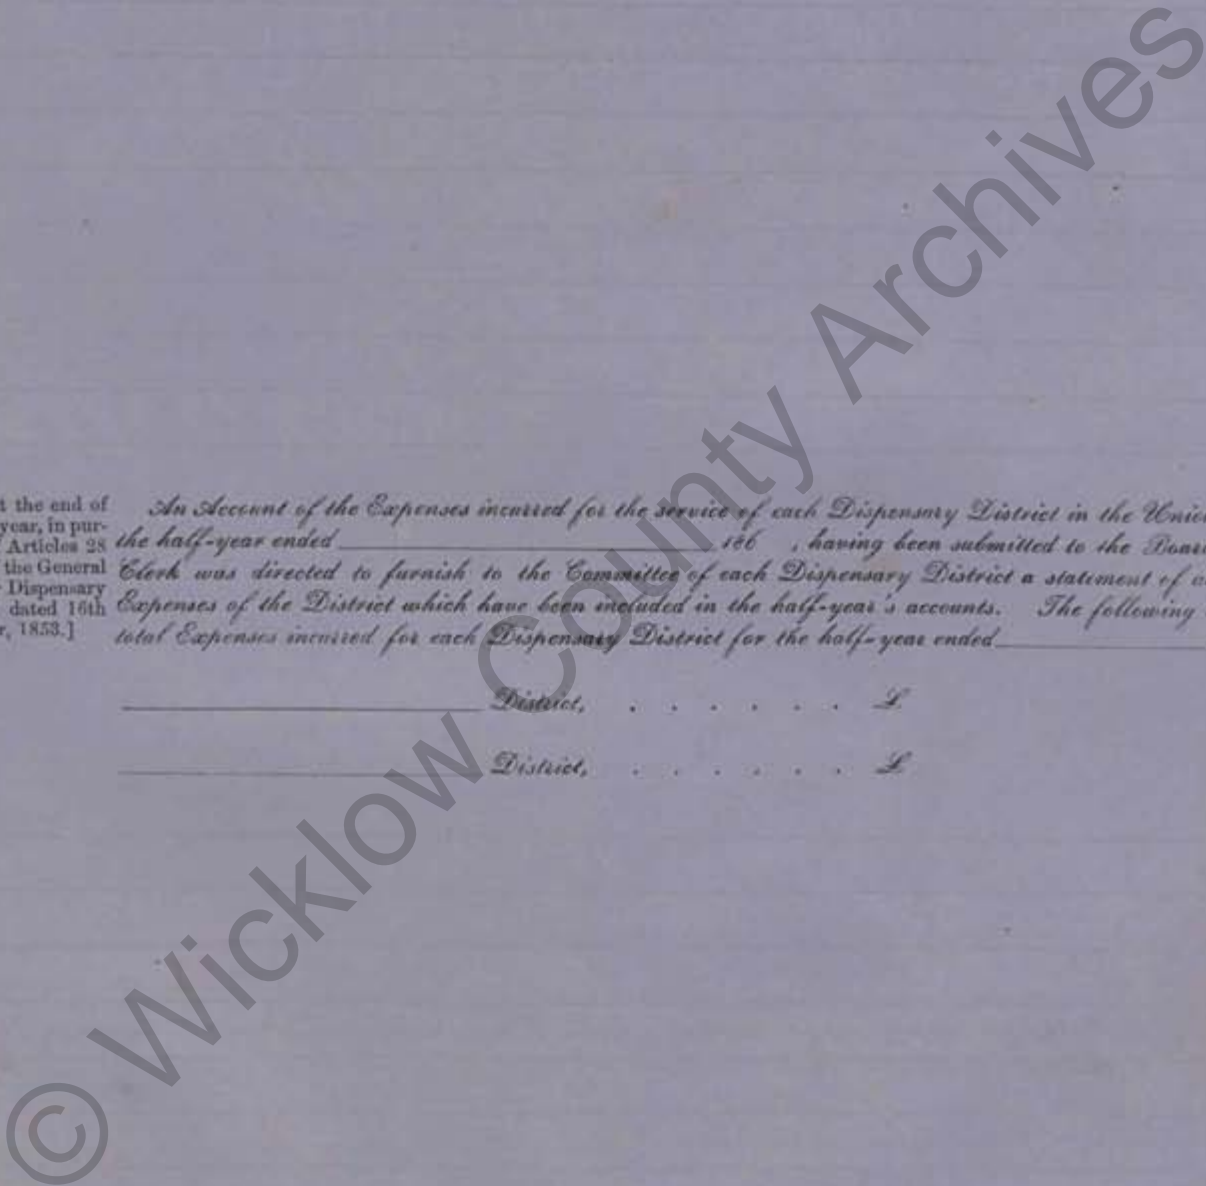 t the end of
year, in pur-
Articles 28
the General
Dispensary
dated 16th
r, 1853.]
An Account of the Expenses incurred for the service of each Dispensary District in the Union
the half-year ended 186 , having been submitted to the Board
Clerk was directed to furnish to the Committee of each Dispensary District a statement of
Expenses of the District which have been included in the half-year's accounts. The following
total Expenses incurred for each Dispensary District for the half-year ended
District, . . . . . . £
District, . . . . . . £
© Wicklow County Archives